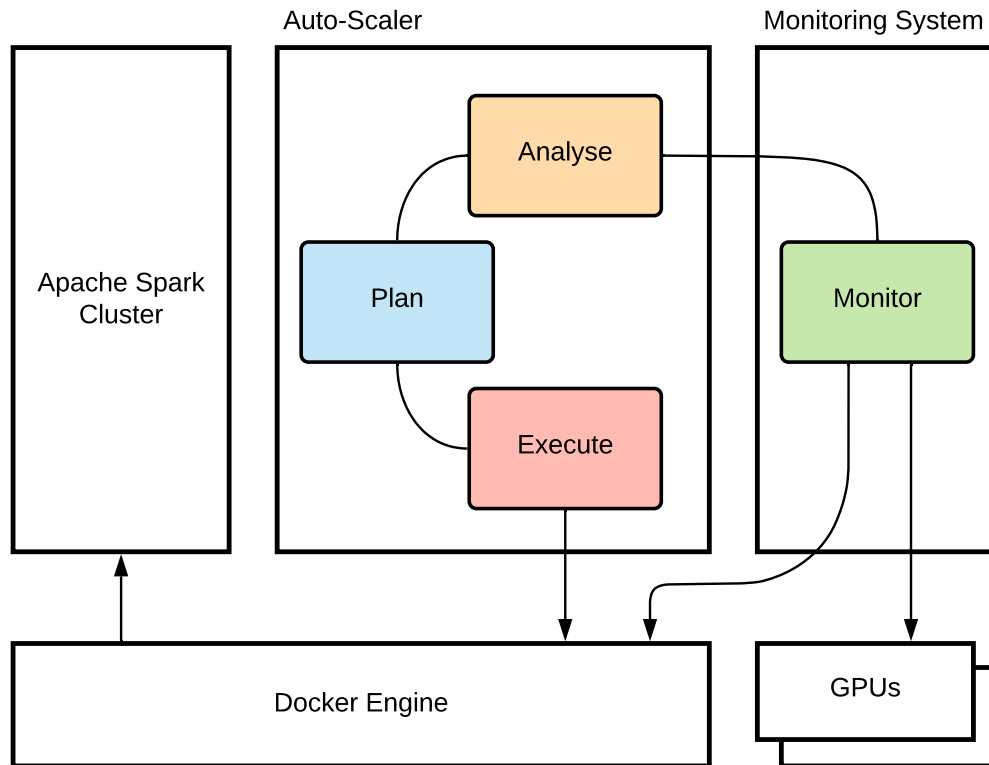 Auto-Scaler
Monitoring System
Analyse
Apache Spark
Cluster
Plan
Monitor
Execute
Docker Engine
GPUs